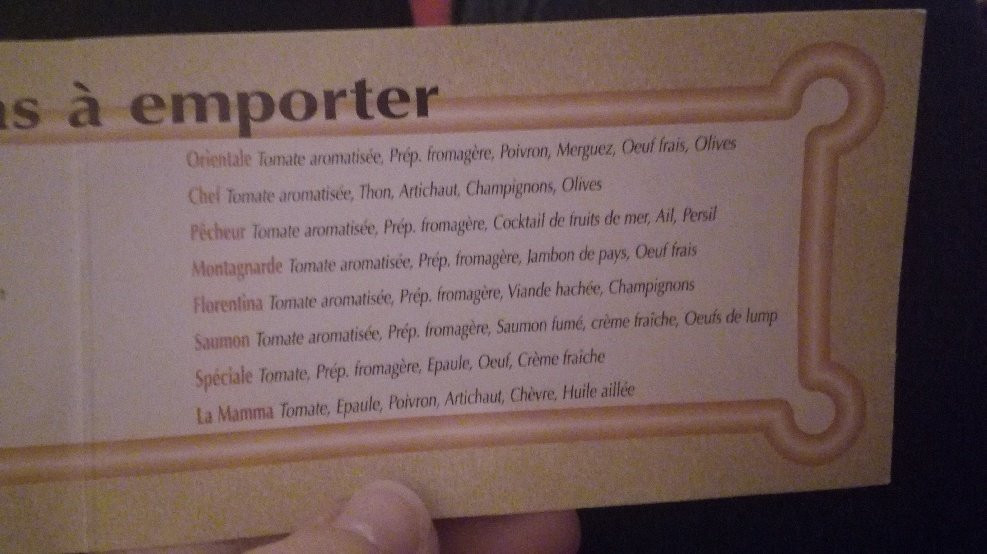 à emporter
Orientale Tomate aromatisée, Prép. fromagère, Poivron, Merguez, Oeuf frais, Olives
Chef Tomate aromatisée, Thon, Artichaut, Champignons, Olives
Pêcheur Tomate aromatisée, Prép. fromagère, Cocktail de fruits de mer, Ail, Persil
Montagnarde Tomate aromatisée, Prép. fromagère, Jambon de pays, Oeuf frais
Florentina Tomate aromatisée, Prép. fromagère, Viande hachée, Champignons
Saumon Tomate aromatisée, Prép. fromagère, Saumon fumé, crème fraîche, Oeufs de lump
Spéciale Tomate, Prép. fromagère, Epaule, Oeuf, Crème fraîche
La Mamma Tomate, Epaule, Poivron, Artichaut, Chèvre, Huile aillée